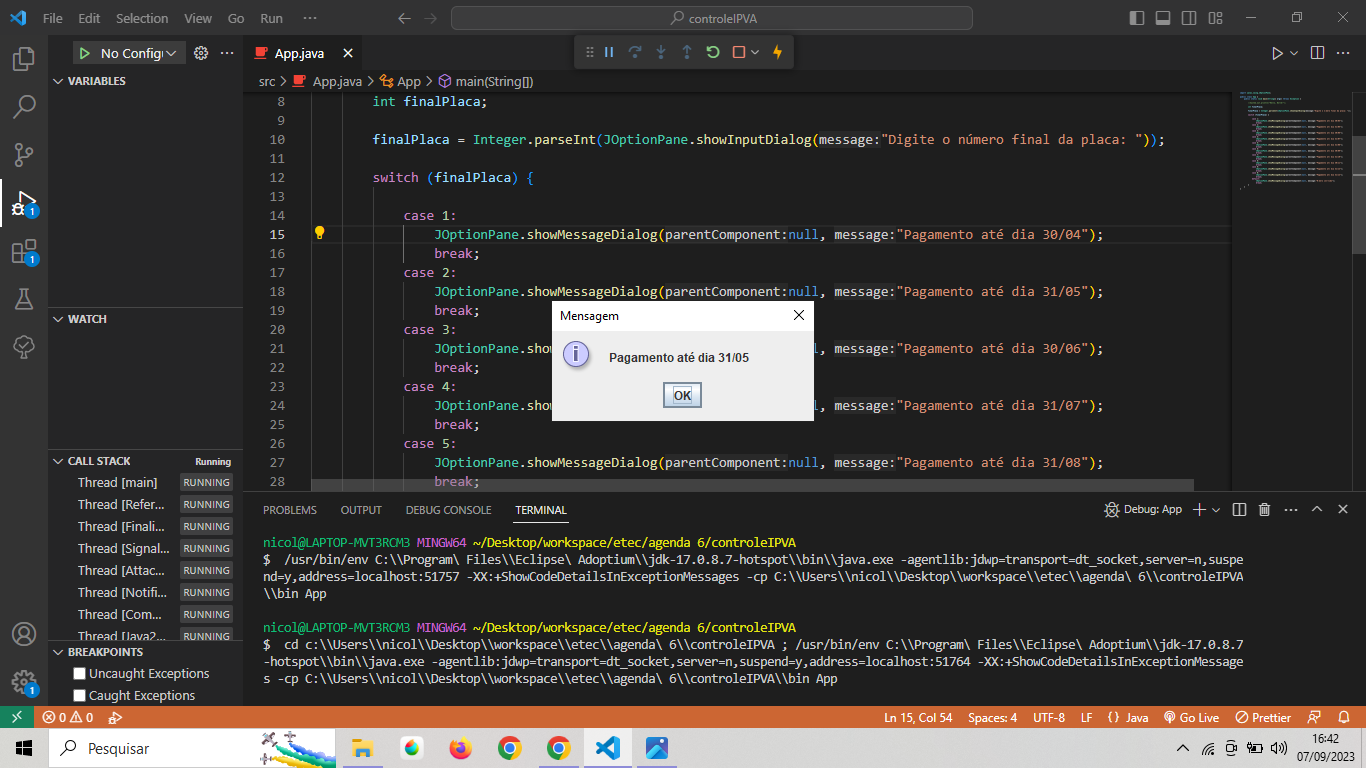 File Edit Selection View Go Run ··· controleIPVA
No Config App.java
src > App.java > App > main(String[])
VARIABLES
8 int finalPlaca;
9
10 finalPlaca = Integer.parseInt(JOptionPane.showInputDialog(message:"Digite o número final da placa: "));
11
12 switch (finalPlaca) {
13
14 case 1:
15 JOptionPane.showMessageDialog(parentComponent:null, message:"Pagamento até dia 30/04");
16 break;
17 case 2:
18 JOptionPane.showMessageDialog(parentComponent:null, message:"Pagamento até dia 31/05");
19 break;
20 case 3:
21 JOptionPane.show message:"Pagamento até dia 30/06");
22 break;
23 case 4:
24 JOptionPane.show message:"Pagamento até dia 31/07");
25 break;
26 case 5:
27 JOptionPane.showMessageDialog(parentComponent:null, message:"Pagamento até dia 31/08");
28 break;
Mensagem
Pagamento até dia 31/05
OK
WATCH
CALL STACK Running
Thread [main] RUNNING
Thread [Refer... RUNNING
Thread [Finali... RUNNING
Thread [Signal... RUNNING
Thread [Attac... RUNNING
Thread [Notifi... RUNNING
Thread [Com... RUNNING
Thread [Java2... RUNNING
BREAKPOINTS
Uncaught Exceptions
Caught Exceptions
PROBLEMS OUTPUT DEBUG CONSOLE TERMINAL Debug: App
nicol@LAPTOP-MVT3RCM3 MINGW64 ~/Desktop/workspace/etec/agenda 6/controleIPVA
$ /usr/bin/env C:\\Program\ Files\\Eclipse\ Adoptium\\jdk-17.0.8.7-hotspot\\bin\\java.exe -agentlib:jdwp=transport=dt_socket,server=n,suspe
nd=y,address=localhost:51757 -XX:+ShowCodeDetailsInExceptionMessages -cp C:\\Users\\nicol\\Desktop\\workspace\\etec\\agenda\ 6\\controleIPVA
\\bin App
nicol@LAPTOP-MVT3RCM3 MINGW64 ~/Desktop/workspace/etec/agenda 6/controleIPVA
$ cd c:\\Users\\nicol\\Desktop\\workspace\\etec\\agenda\ 6\\controleIPVA ; /usr/bin/env C:\\Program\ Files\\Eclipse\ Adoptium\\jdk-17.0.8.7
-hotspot\\bin\\java.exe -agentlib:jdwp=transport=dt_socket,server=n,suspend=y,address=localhost:51764 -XX:+ShowCodeDetailsInExceptionMessage
s -cp C:\\Users\\nicol\\Desktop\\workspace\\etec\\agenda\ 6\\controleIPVA\\bin App
1
1
1
0 0 Ln 15, Col 54 Spaces: 4 UTF-8 LF {} Java Go Live Prettier
Pesquisar
16:42
07/09/2023